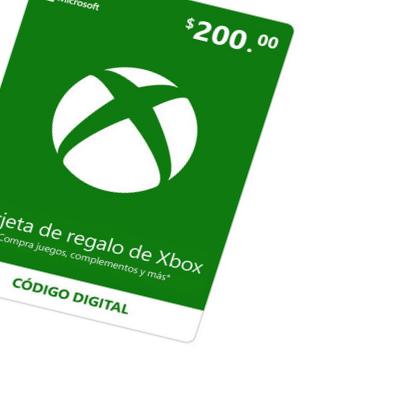 Microsoft
$200.00
jeta de regalo de Xbox
Compra juegos, complementos y más*
CÓDIGO DIGITAL